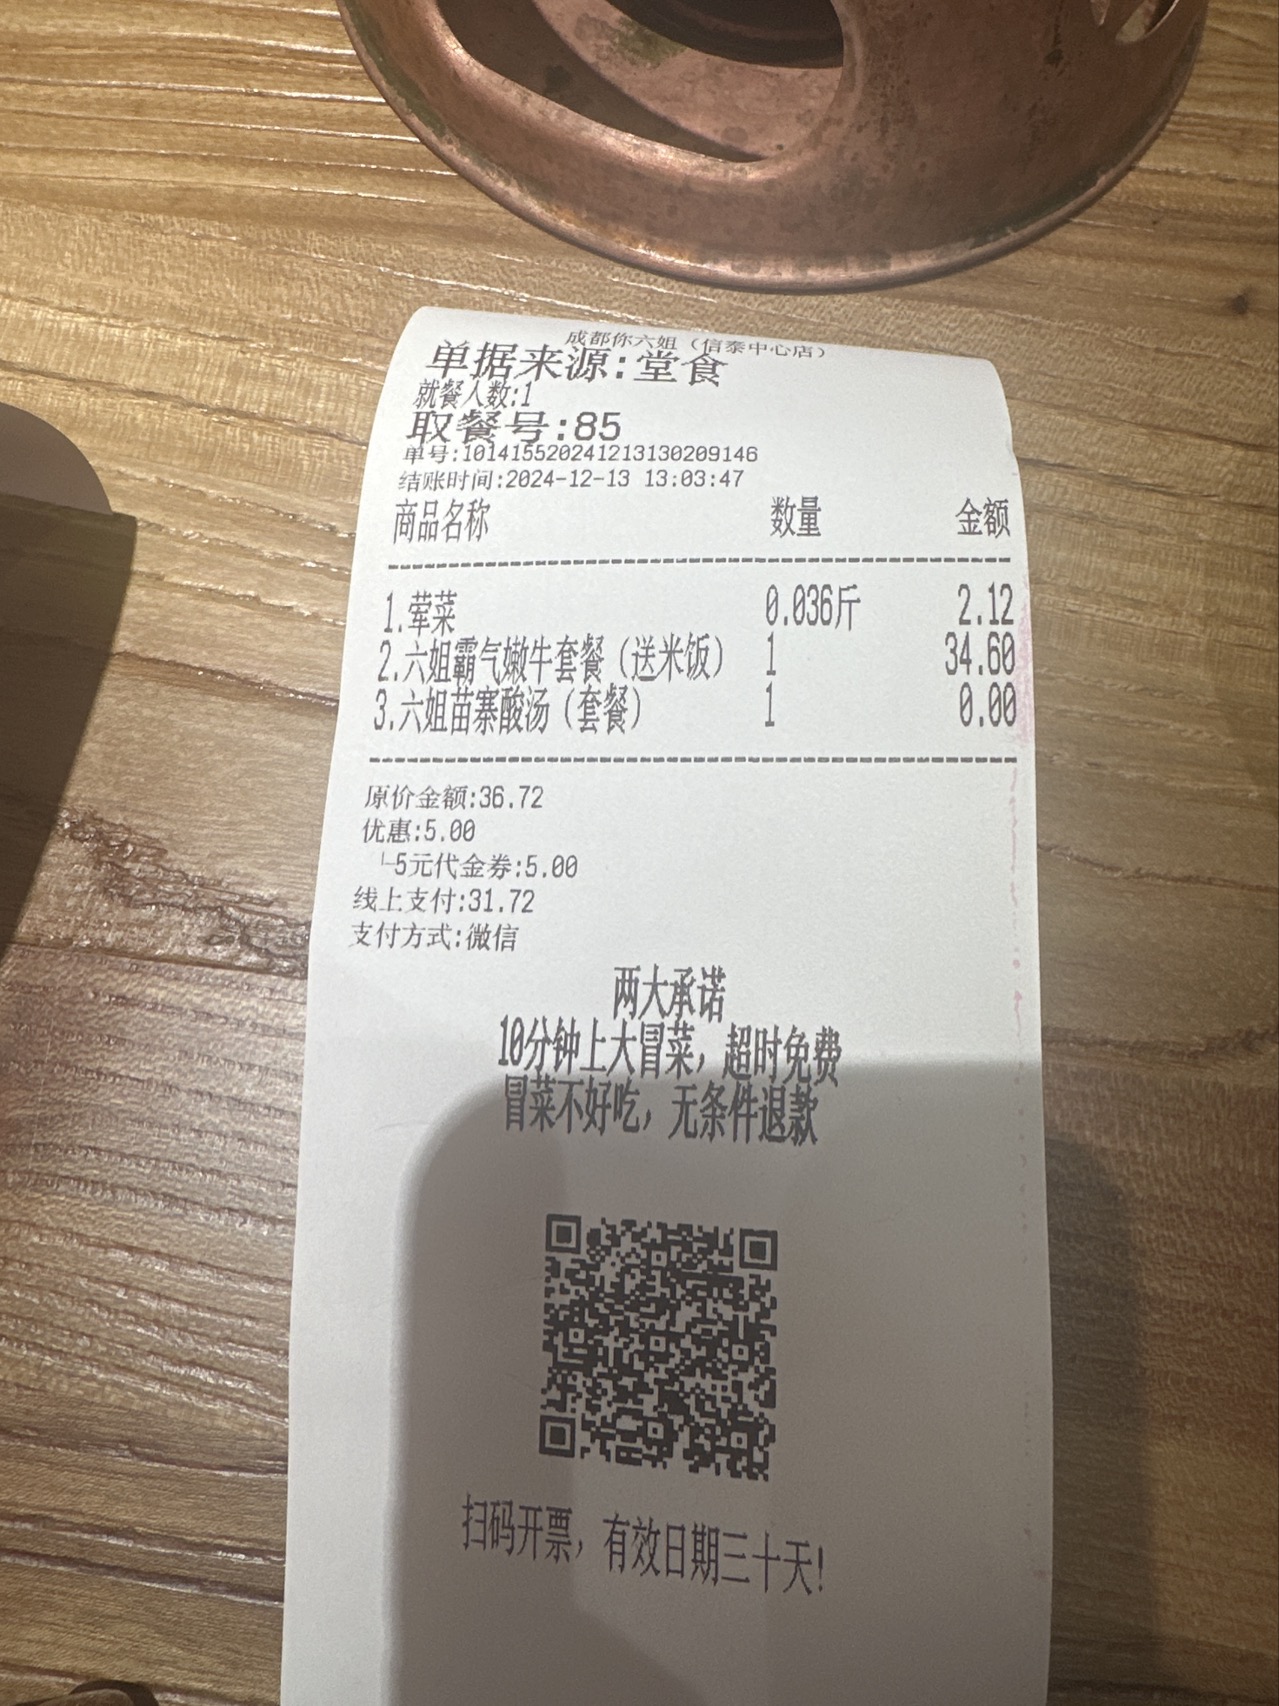 成都你六姐（信泰中心店）
单据来源:堂食
就餐人数:1
取餐号:85
单号:101415520241213130209146
结账时间:2024-12-13 13:03:47
商品名称 数量 金额
1.荤菜 0.036斤 2.12
2.六姐霸气嫩牛套餐（送米饭） 1 34.60
3.六姐苗寨酸汤（套餐） 1 0.00
原价金额:36.72
优惠:5.00
└5元代金券:5.00
线上支付:31.72
支付方式:微信
两大承诺
10分钟上大冒菜，超时免费
冒菜不好吃，无条件退款
扫码开票，有效日期三十天!